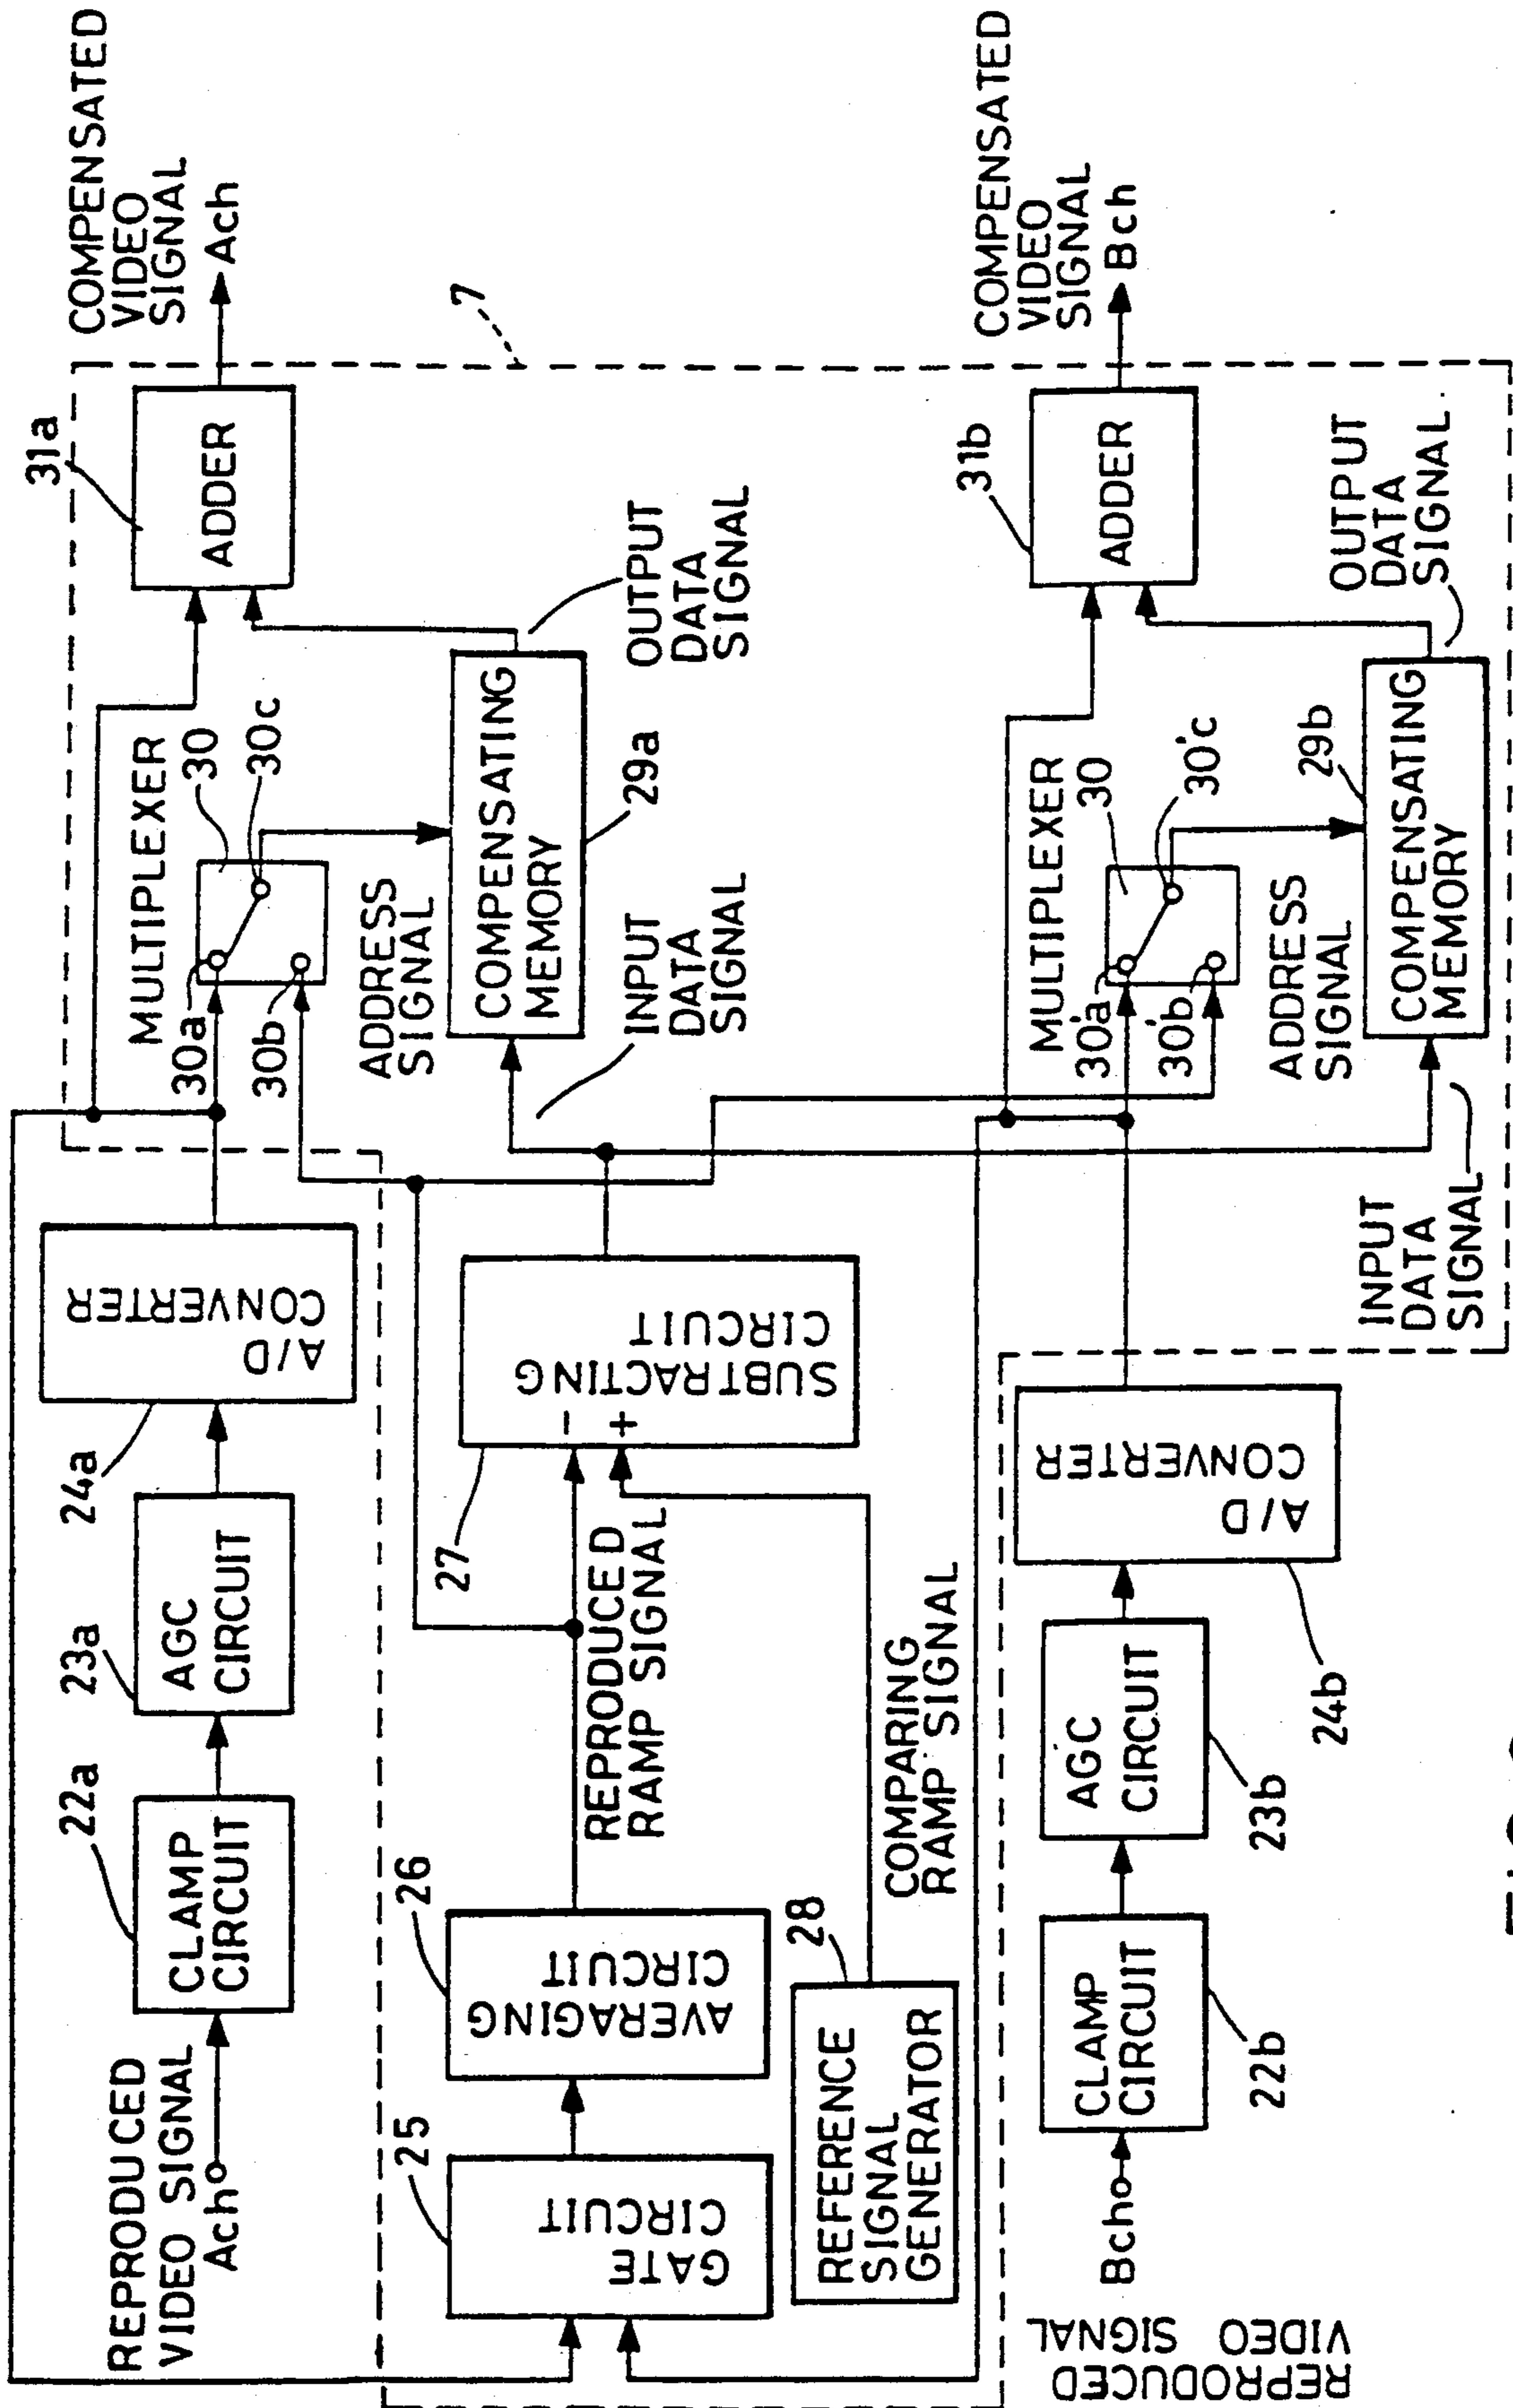 REPRODUCED
VIDEO SIGNAL
Ach
22a
CLAMP
CIRCUIT
23a
AGC
CIRCUIT
24a
A/D
CONVERTER
MULTIPLEXER
30a
30b
30
30c
ADDRESS
SIGNAL
31a
ADDER
COMPENSATED
VIDEO
SIGNAL
Ach
7
25
GATE
CIRCUIT
26
AVERAGING
CIRCUIT
REPRODUCED
RAMP SIGNAL
27
-
+
SUBTRACTING
CIRCUIT
INPUT
DATA
SIGNAL
COMPENSATING
MEMORY
29a
OUTPUT
DATA
SIGNAL
28
REFERENCE
SIGNAL
GENERATOR
COMPARING
RAMP SIGNAL
REPRODUCED
VIDEO SIGNAL
Bch
22b
CLAMP
CIRCUIT
23b
AGC
CIRCUIT
24b
A/D
CONVERTER
MULTIPLEXER
30'a
30'b
30
30'c
ADDRESS
SIGNAL
INPUT
DATA
SIGNAL
COMPENSATING
MEMORY
29b
OUTPUT
DATA
SIGNAL
31b
ADDER
COMPENSATED
VIDEO
SIGNAL
Bch